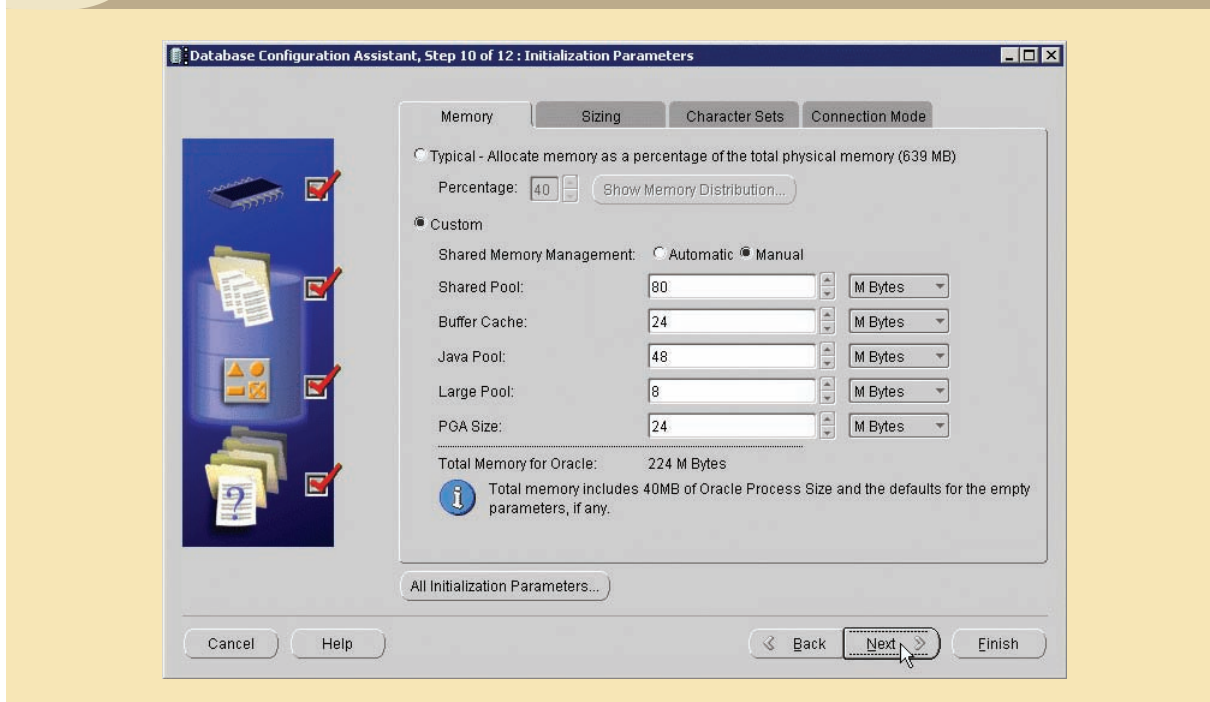 Database Configuration Assistant, Step 10 of 12 : Initialization Parameters
Memory Sizing Character Sets Connection Mode
Typical - Allocate memory as a percentage of the total physical memory (639 MB)
Percentage: 40 Show Memory Distribution...
Custom
Shared Memory Management: Automatic Manual
Shared Pool: 80 M Bytes
Buffer Cache: 24 M Bytes
Java Pool: 48 M Bytes
Large Pool: 8 M Bytes
PGA Size: 24 M Bytes
Total Memory for Oracle: 224 M Bytes
Total memory includes 40MB of Oracle Process Size and the defaults for the empty
parameters, if any.
?
All Initialization Parameters...
Cancel Help Back Next Finish